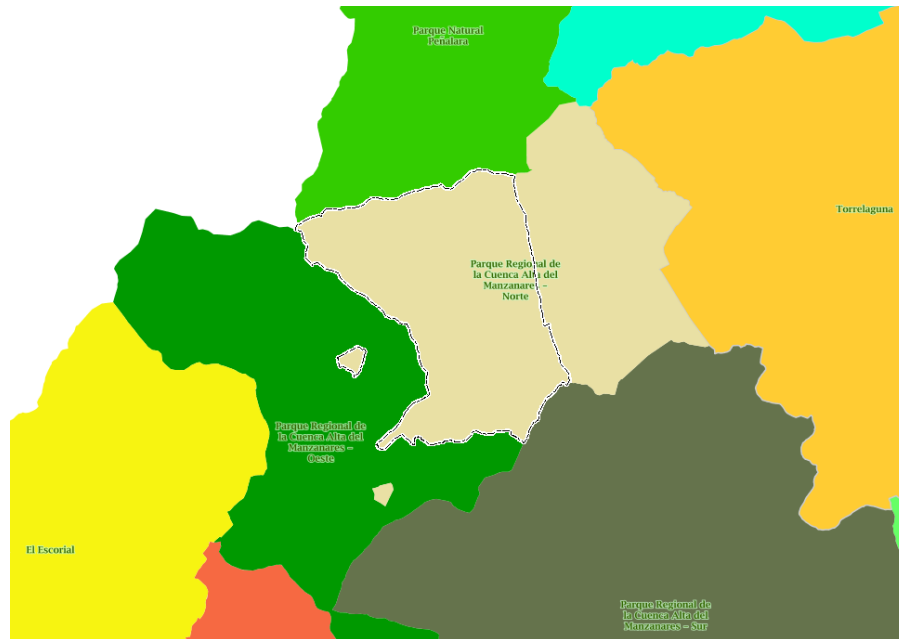 Parque Natural
Peñalara
Torrelaguna
Parque Regional de
la Cuenca Alta del
Manzanares –
Norte
Parque Regional de
la Cuenca Alta del
Manzanares –
Oeste
El Escorial
Parque Regional de
la Cuenca Alta del
Manzanares – Sur